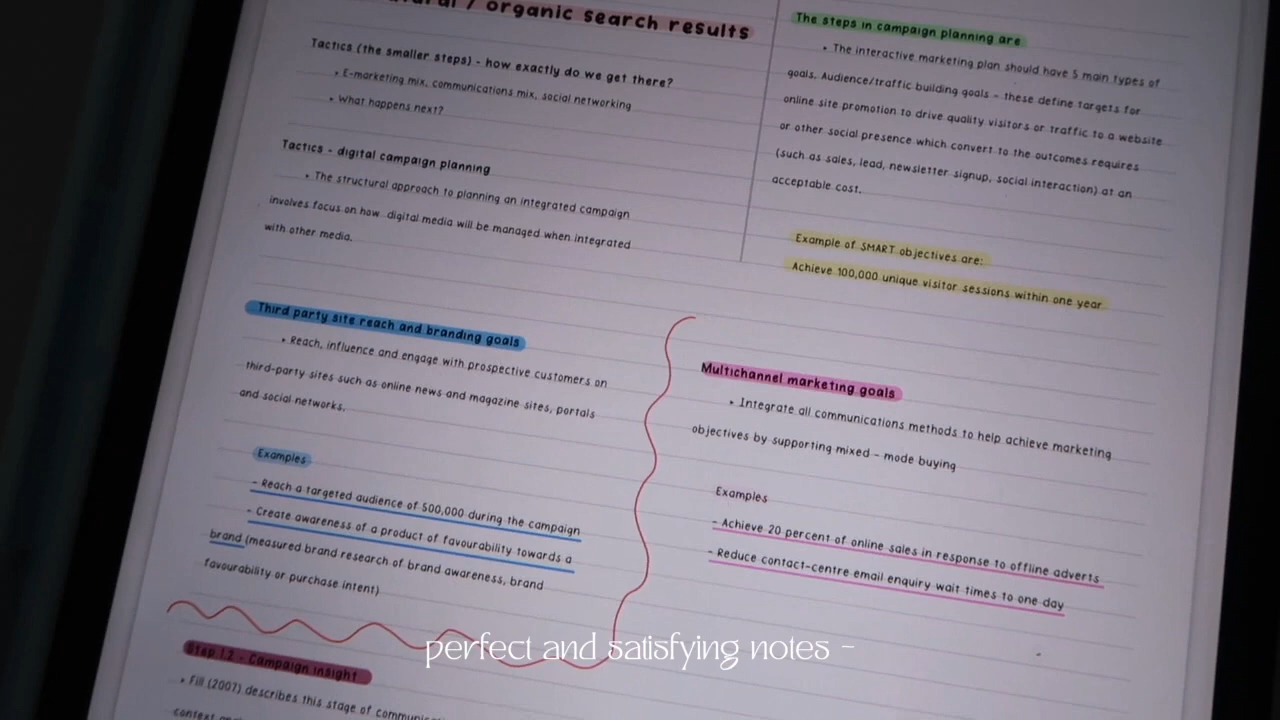 / organic search results
Tactics (the smaller steps) - how exactly do we get there?
• E-marketing mix, communications mix, social networking
• What happens next?
Tactics - digital campaign planning
• The structural approach to planning an integrated campaign
involves focus on how digital media will be managed when integrated
with other media.
Third party site reach and branding goals
• Reach, influence and engage with prospective customers on
third-party sites such as online news and magazine sites, portals
and social networks.
Examples
- Reach a targeted audience of 500,000 during the campaign
- Create awareness of a product of favourability towards a
brand (measured brand research of brand awareness, brand
favourability or purchase intent)
Step 1.2 - Campaign insight
• Fill (2007) describes this stage of
context
The steps in campaign planning are
• The interactive marketing plan should have 5 main types of
goals. Audience/traffic building goals - these define targets for
online site promotion to drive quality visitors or traffic to a website
or other social presence which convert to the outcomes requires
(such as sales, lead, newsletter signup, social interaction) at an
acceptable cost.
Example of SMART objectives are:
Achieve 100,000 unique visitor sessions within one year
Multichannel marketing goals
• Integrate all communications methods to help achieve marketing
objectives by supporting mixed - mode buying
Examples
- Achieve 20 percent of online sales in response to offline adverts
- Reduce contact-centre email enquiry wait times to one day
perfect and satisfying notes -